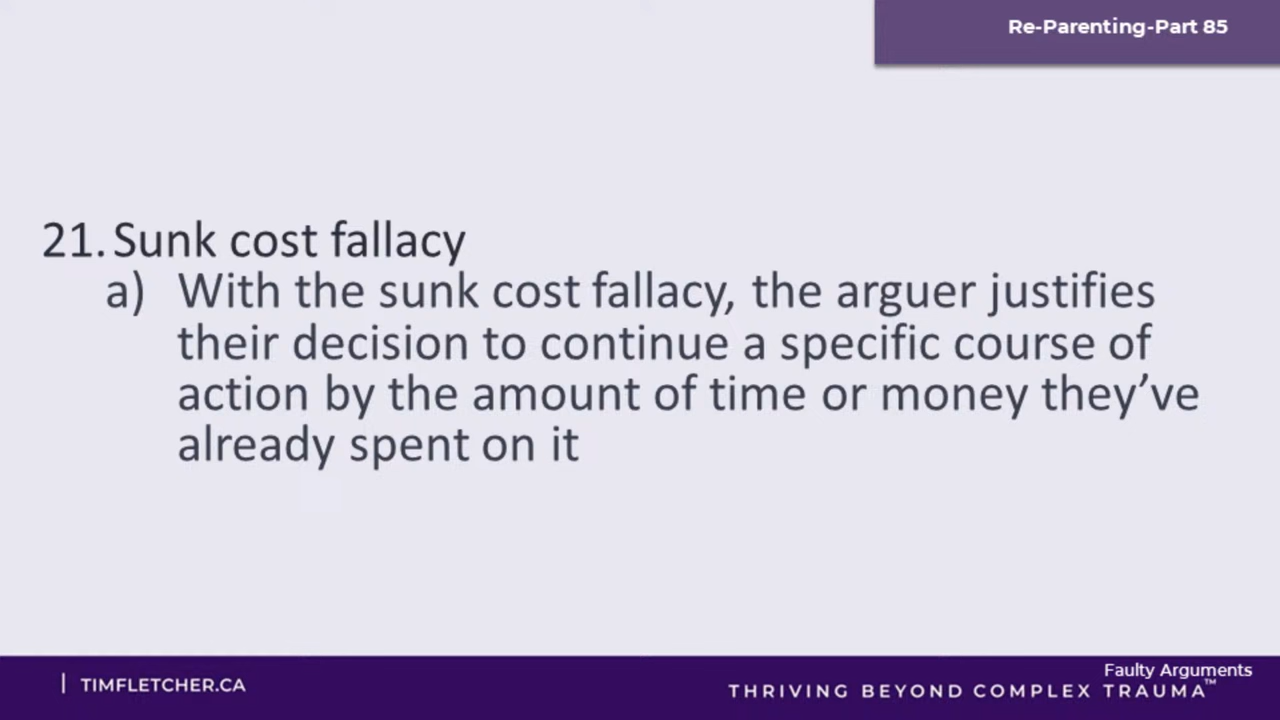 Re-Parenting-Part 85
21. Sunk cost fallacy
a) With the sunk cost fallacy, the arguer justifies
their decision to continue a specific course of
action by the amount of time or money they’ve
already spent on it
| TIMFLETCHER.CA
Faulty Arguments
THRIVING BEYOND COMPLEX TRAUMA™